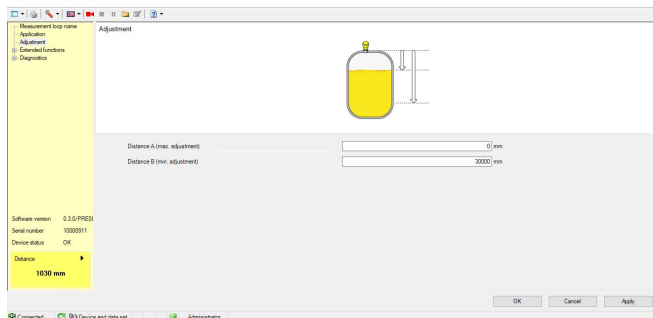 Measurement loop name
Application
Adjustment
Extended functions
Diagnostics
Adjustment
Distance A (max. adjustment) 0 mm
Distance B (min. adjustment) 30000 mm
Software version 0.3.0/PRE0
Serial number 10000911
Device status OK
Distance
1030 mm
OK Cancel Apply
Connected Device and data set Administrator